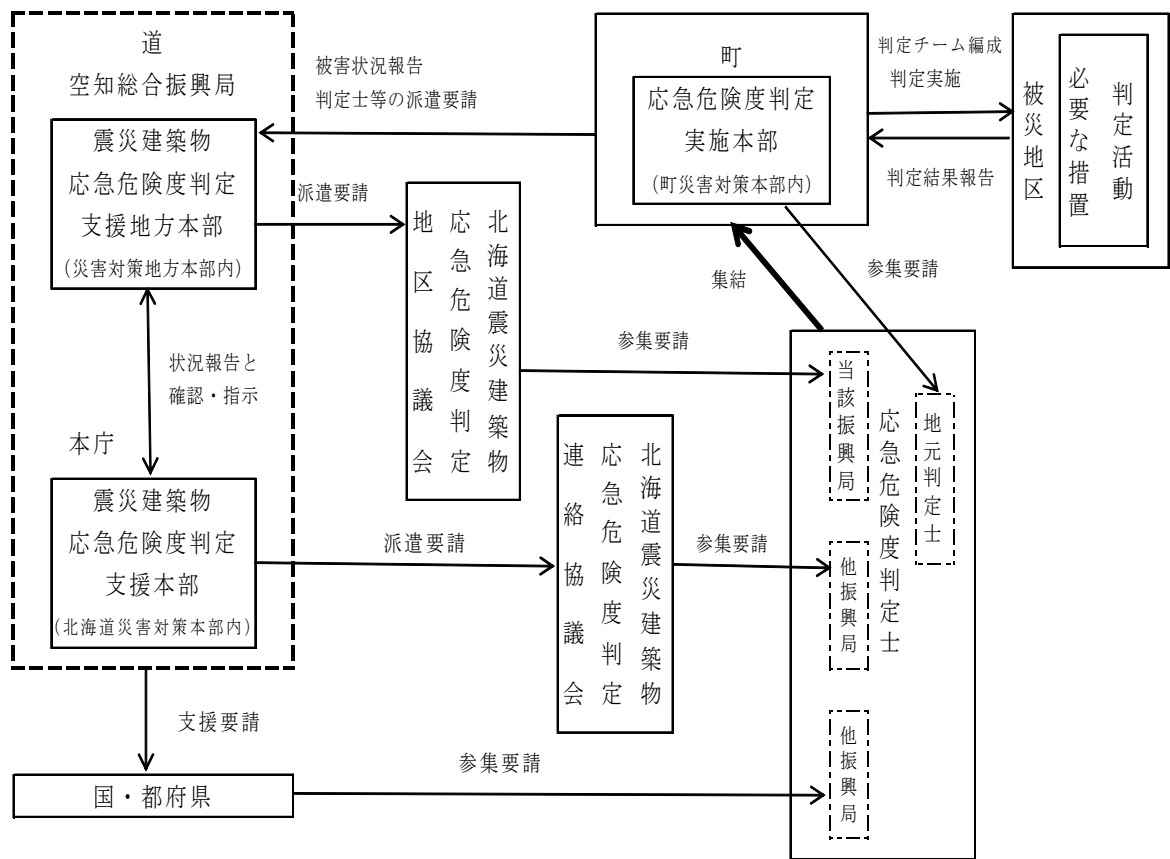 道
空知総合振興局
震災建築物
応急危険度判定
支援地方本部
（災害対策地方本部内）
状況報告と
確認・指示
本庁
震災建築物
応急危険度判定
支援本部
（北海道災害対策本部内）
支援要請
国・都府県
被害状況報告
判定士等の派遣要請
派遣要請
北海道震災建築物
応急危険度判定
地区協議会
派遣要請
北海道震災建築物
応急危険度判定
連絡協議会
町
応急危険度判定
実施本部
（町災害対策本部内）
判定チーム編成
判定実施
判定結果報告
被災地区
判定活動
必要な措置
集結
参集要請
参集要請
参集要請
参集要請
応急危険度判定士
地元判定士
当該振興局
他振興局
他振興局